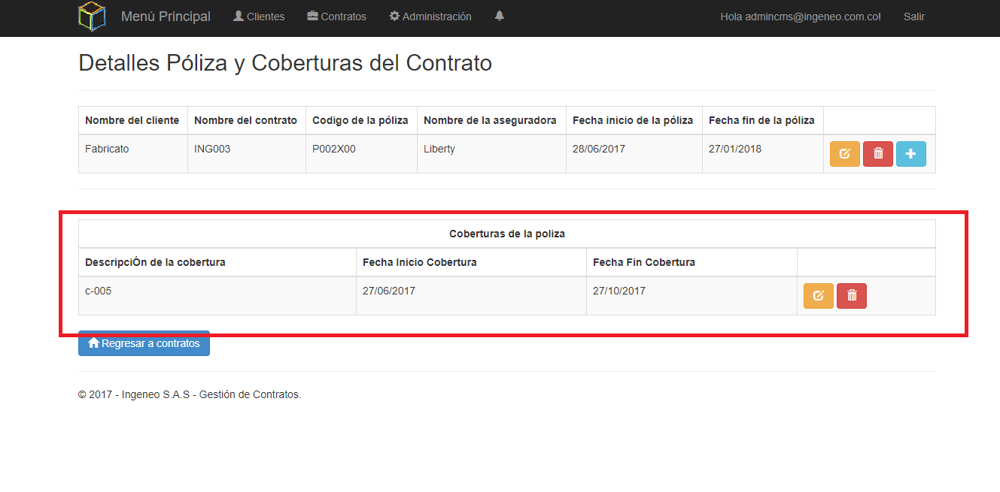 Menú Principal Clientes Contratos Administración Hola admincms@ingeneo.com.co! Salir
Detalles Póliza y Coberturas del Contrato
Nombre del cliente Nombre del contrato Codigo de la póliza Nombre de la aseguradora Fecha inicio de la póliza Fecha fin de la póliza
Fabricato ING003 P002X00 Liberty 28/06/2017 27/01/2018
Coberturas de la poliza
DescripciÓn de la cobertura Fecha Inicio Cobertura Fecha Fin Cobertura
c-005 27/06/2017 27/10/2017
Regresar a contratos
© 2017 - Ingeneo S.A.S - Gestión de Contratos.